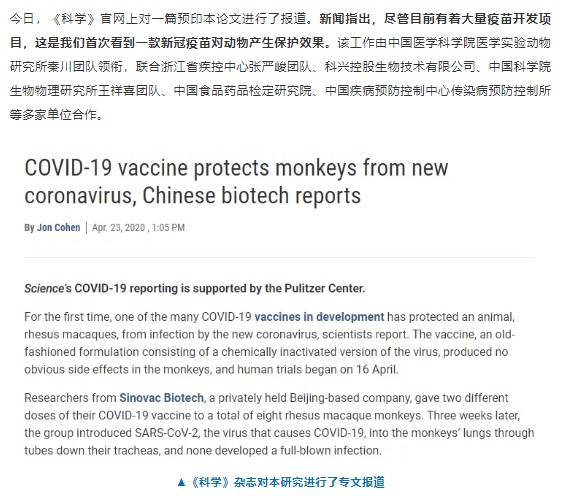 今日，《科学》官网上对一篇预印本论文进行了报道。新闻指出，尽管目前有着大量疫苗开发项
目，这是我们首次看到一款新冠疫苗对动物产生保护效果。该工作由中国医学科学院医学实验动物
研究所秦川团队领衔，联合浙江省疾控中心张严峻团队、科兴控股生物技术有限公司、中国科学院
生物物理研究所王祥喜团队、中国食品药品检定研究院、中国疾病预防控制中心传染病预防控制所
等多家单位合作。
COVID-19 vaccine protects monkeys from new
coronavirus, Chinese biotech reports
By Jon Cohen | Apr. 23, 2020 , 1:05 PM
Science's COVID-19 reporting is supported by the Pulitzer Center.
For the first time, one of the many COVID-19 vaccines in development has protected an animal,
rhesus macaques, from infection by the new coronavirus, scientists report. The vaccine, an old-
fashioned formulation consisting of a chemically inactivated version of the virus, produced no
obvious side effects in the monkeys, and human trials began on 16 April.
Researchers from Sinovac Biotech, a privately held Beijing-based company, gave two different
doses of their COVID-19 vaccine to a total of eight rhesus macaque monkeys. Three weeks later,
the group introduced SARS-CoV-2, the virus that causes COVID-19, into the monkeys' lungs through
tubes down their tracheas, and none developed a full-blown infection.
▲《科学》杂志对本研究进行了专文报道